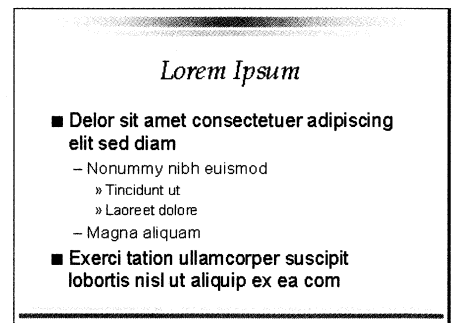 Lorem Ipsum
■ Delor sit amet consectetuer adipiscing
elit sed diam
– Nonummy nibh euismod
» Tincidunt ut
» Laoreet dolore
– Magna aliquam
■ Exerci tation ullamcorper suscipit
lobortis nisl ut aliquip ex ea com